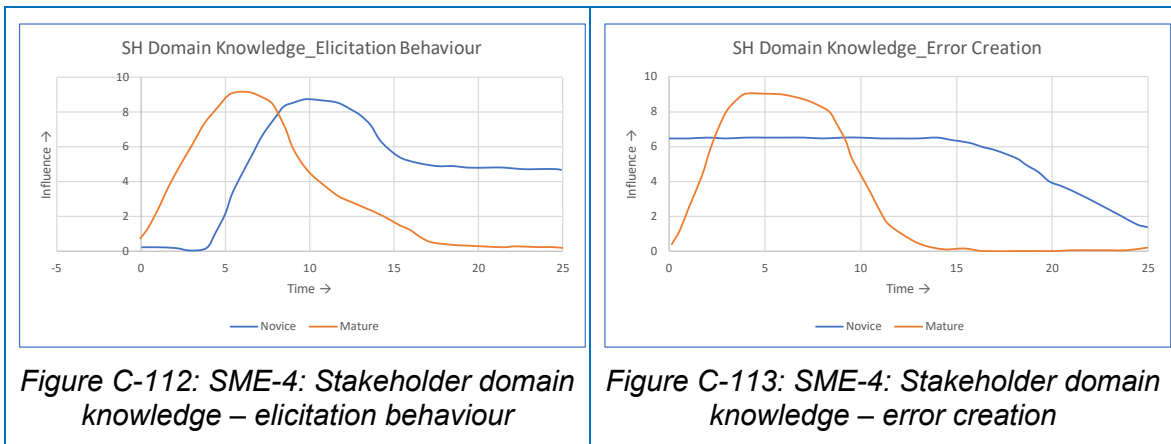 SH Domain Knowledge_Elicitation Behaviour
10
8
6
4
2
0
Influence →
-5 0 5 10 15 20 25
Time →
Novice Mature
Figure C-112: SME-4: Stakeholder domain
knowledge – elicitation behaviour
SH Domain Knowledge_Error Creation
10
8
6
4
2
0
Influence →
0 5 10 15 20 25
Time →
Novice Mature
Figure C-113: SME-4: Stakeholder domain
knowledge – error creation